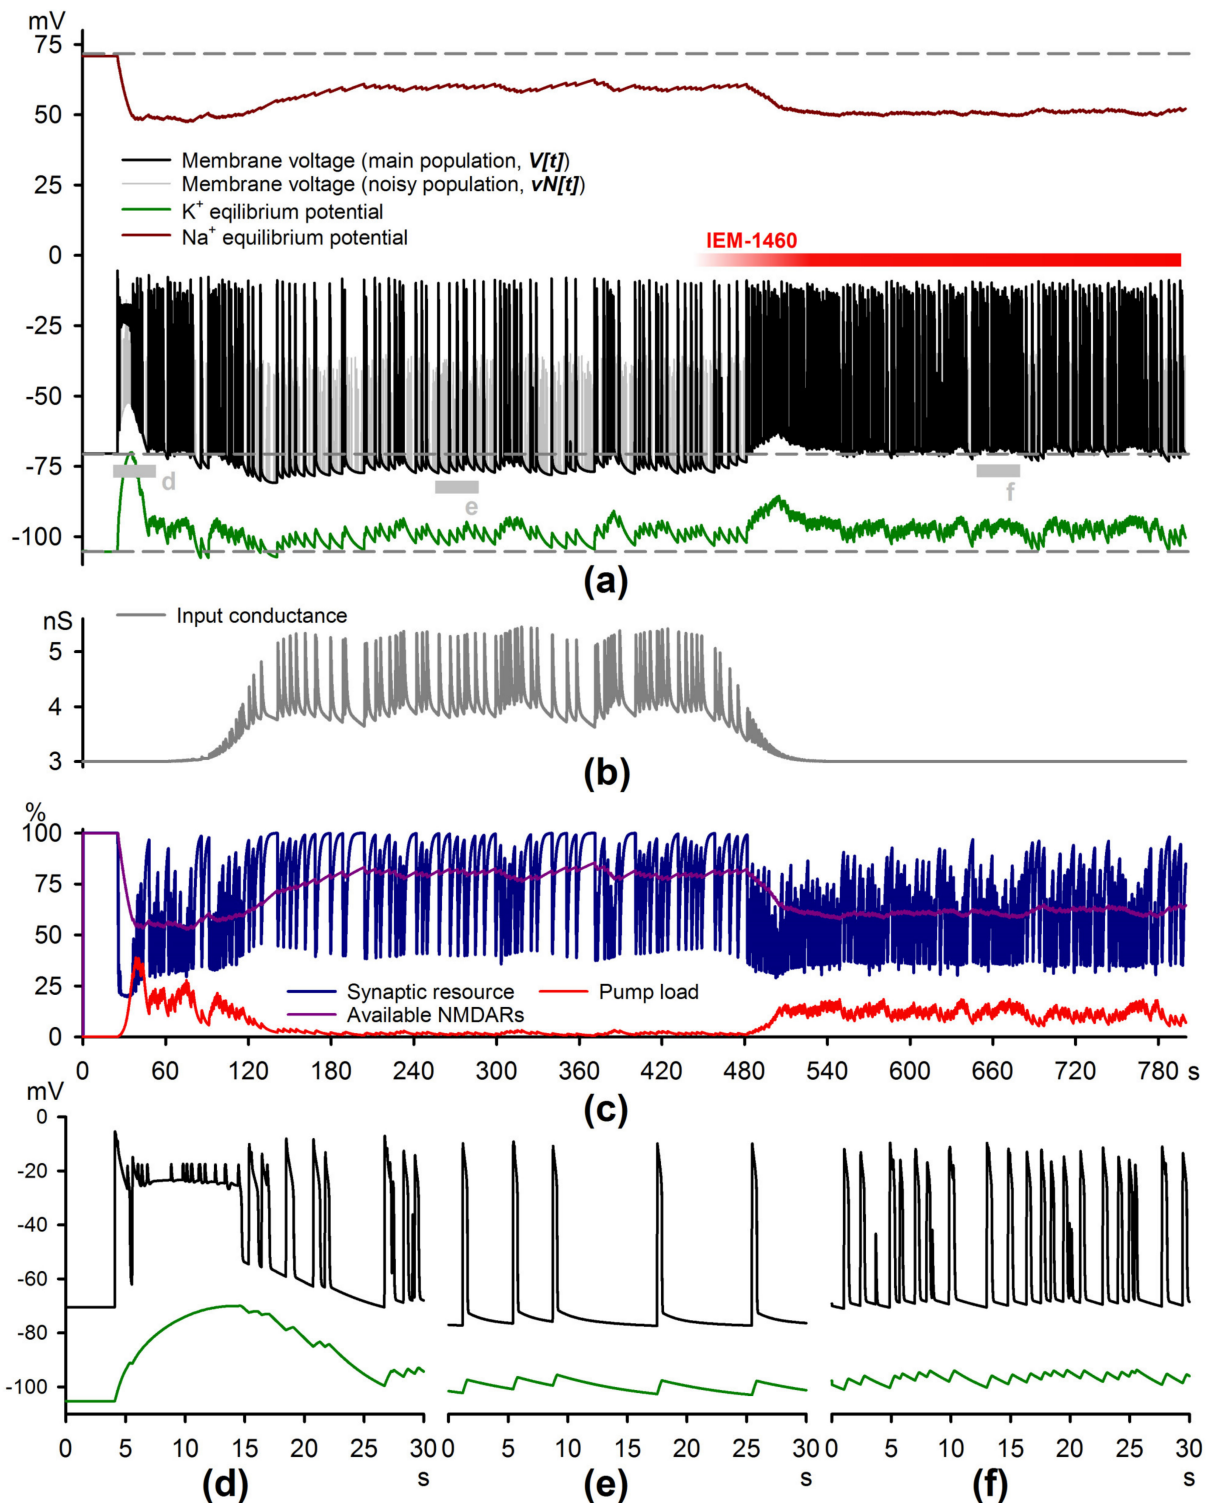 mV
75
50
25
0
-25
-50
-75
-100
Membrane voltage (main population, V[t])
Membrane voltage (noisy population, vN[t])
K+ eqilibrium potential
Na+ equilibrium potential
IEM-1460
d
e
f
(a)
nS
5
4
3
Input conductance
(b)
%
100
75
50
25
0
Synaptic resource
Pump load
Available NMDARs
0 60 120 180 240 300 360 420 480 540 600 660 720 780 s
(c)
mV
0
-20
-40
-60
-80
-100
0 5 10 15 20 25 30
s
(d)
0 5 10 15 20 25 30
s
(e)
0 5 10 15 20 25 30
s
(f)